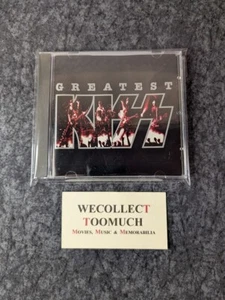 GREATEST
KISS
WECOLLECT
TOOMUCH
MOVIES, MUSIC & MEMORABILIA